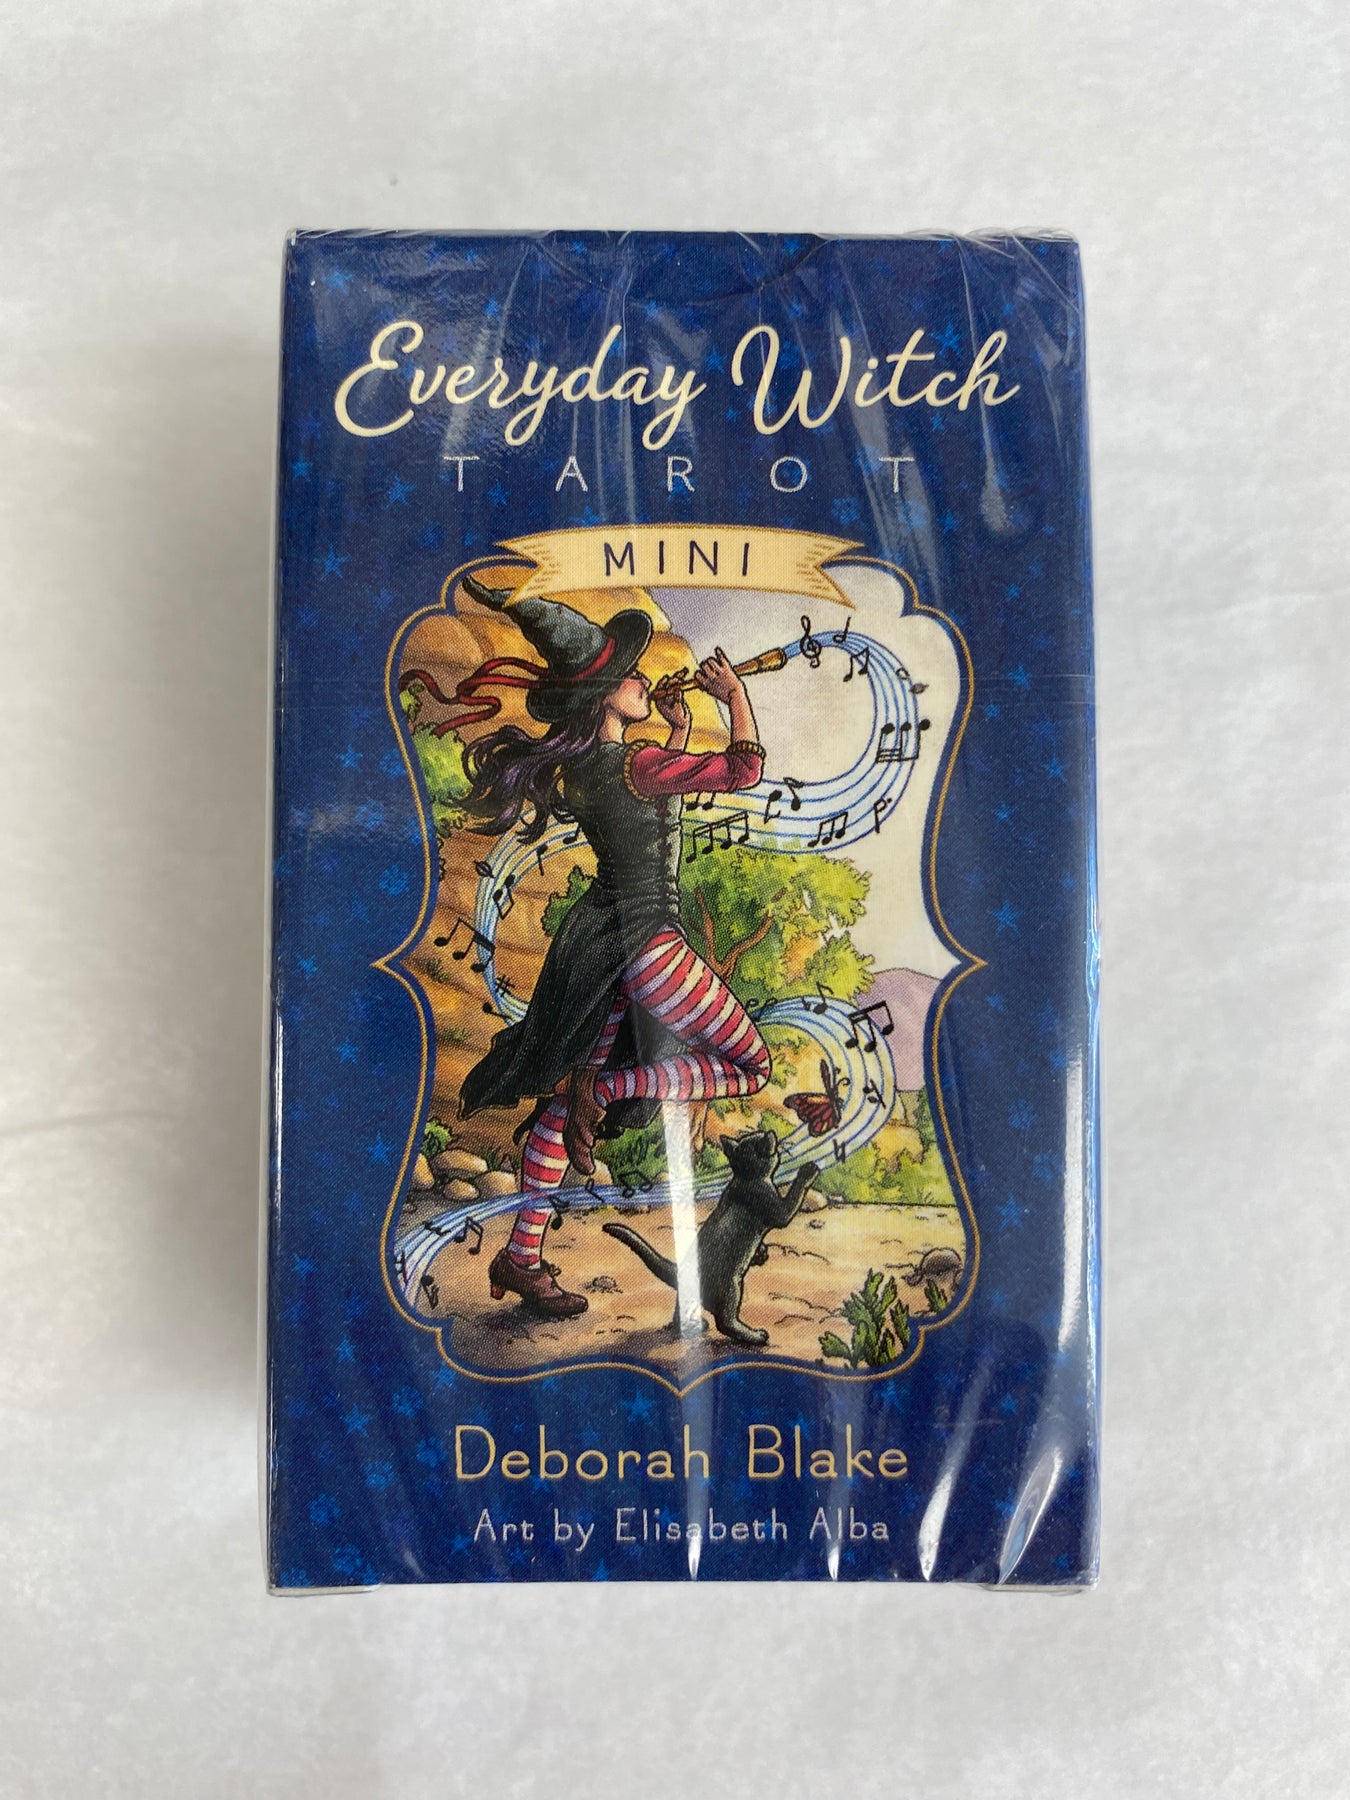 Everyday Witch
TAROT
MINI
Deborah Blake
Art by Elisabeth Alba